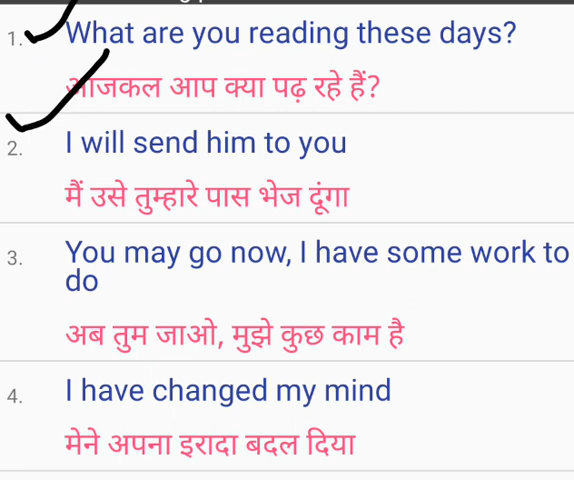 1. What are you reading these days?
आजकल आप क्या पढ़ रहे हैं?
2. I will send him to you
मैं उसे तुम्हारे पास भेज दूंगा
3. You may go now, I have some work to
do
अब तुम जाओ, मुझे कुछ काम है
4. I have changed my mind
मेने अपना इरादा बदल दिया